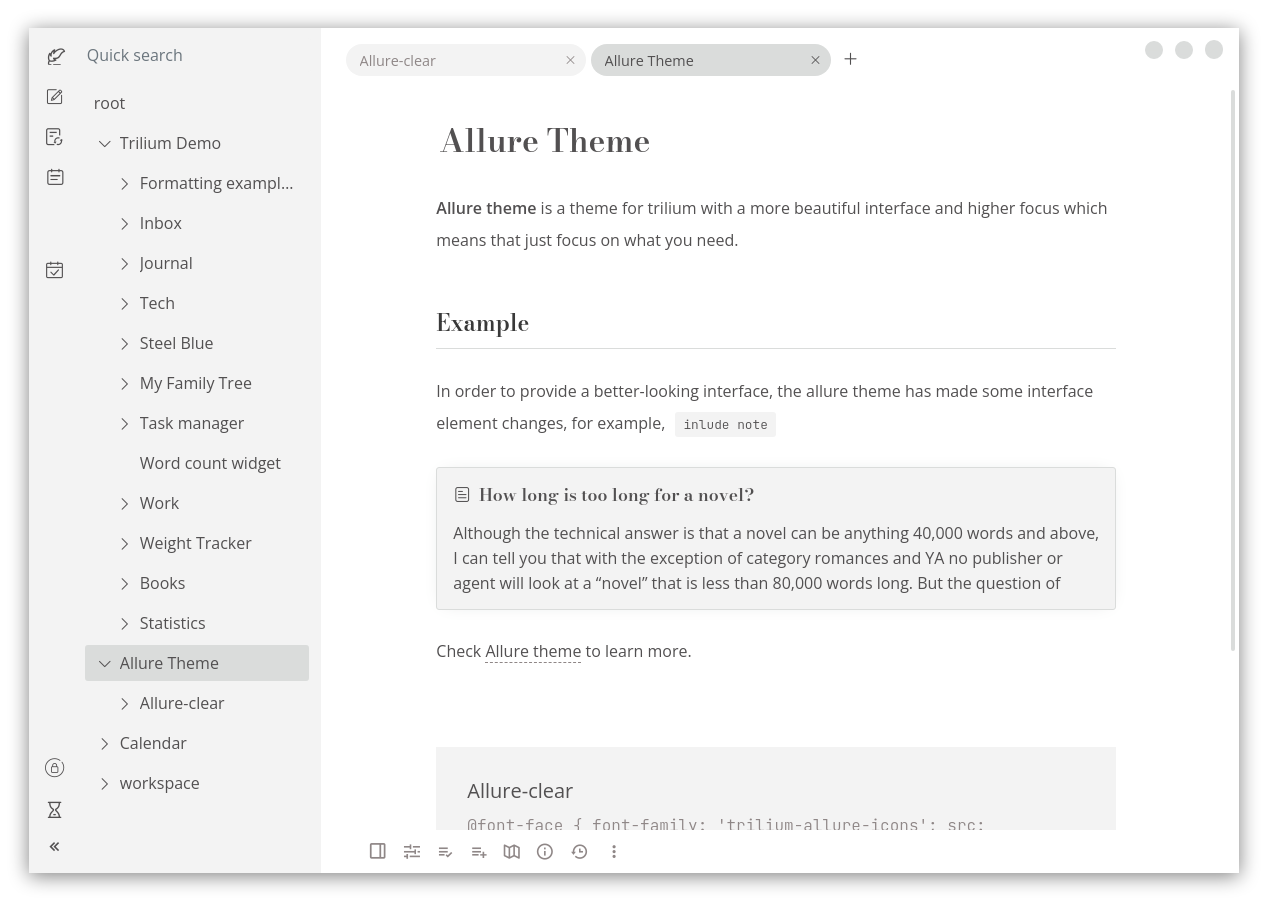 Quick search
root
Trilium Demo
Formatting exampl...
Inbox
Journal
Tech
Steel Blue
My Family Tree
Task manager
Word count widget
Work
Weight Tracker
Books
Statistics
Allure Theme
Allure-clear
Calendar
workspace
Allure-clear
Allure Theme
Allure Theme
Allure theme is a theme for trilium with a more beautiful interface and higher focus which
means that just focus on what you need.
Example
In order to provide a better-looking interface, the allure theme has made some interface
element changes, for example, inlude note
How long is too long for a novel?
Although the technical answer is that a novel can be anything 40,000 words and above,
I can tell you that with the exception of category romances and YA no publisher or
agent will look at a “novel” that is less than 80,000 words long. But the question of
Check Allure theme to learn more.
Allure-clear
@font-face { font-family: 'trilium-allure-icons'; src: